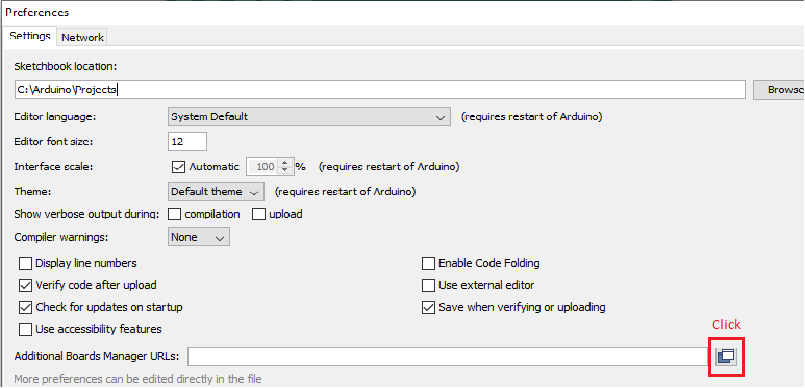 Preferences
Settings Network
Sketchbook location:
C:\Arduino\Projects Browse
Editor language: System Default (requires restart of Arduino)
Editor font size: 12
Interface scale: Automatic 100 % (requires restart of Arduino)
Theme: Default theme (requires restart of Arduino)
Show verbose output during: compilation upload
Compiler warnings: None
Display line numbers Enable Code Folding
Verify code after upload Use external editor
Check for updates on startup Save when verifying or uploading
Use accessibility features
Click
Additional Boards Manager URLs:
More preferences can be edited directly in the file